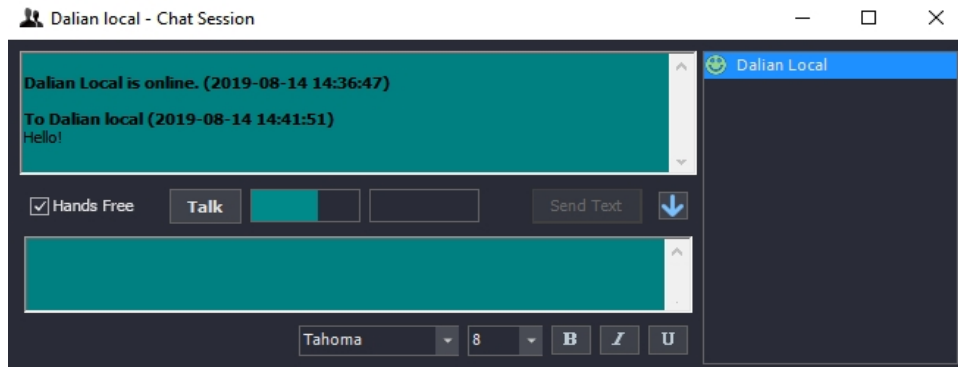 Dalian local - Chat Session
Dalian Local is online. (2019-08-14 14:36:47)
To Dalian local (2019-08-14 14:41:51)
Hello!
Dalian Local
Hands Free
Talk
Send Text
Tahoma
8
B
I
U